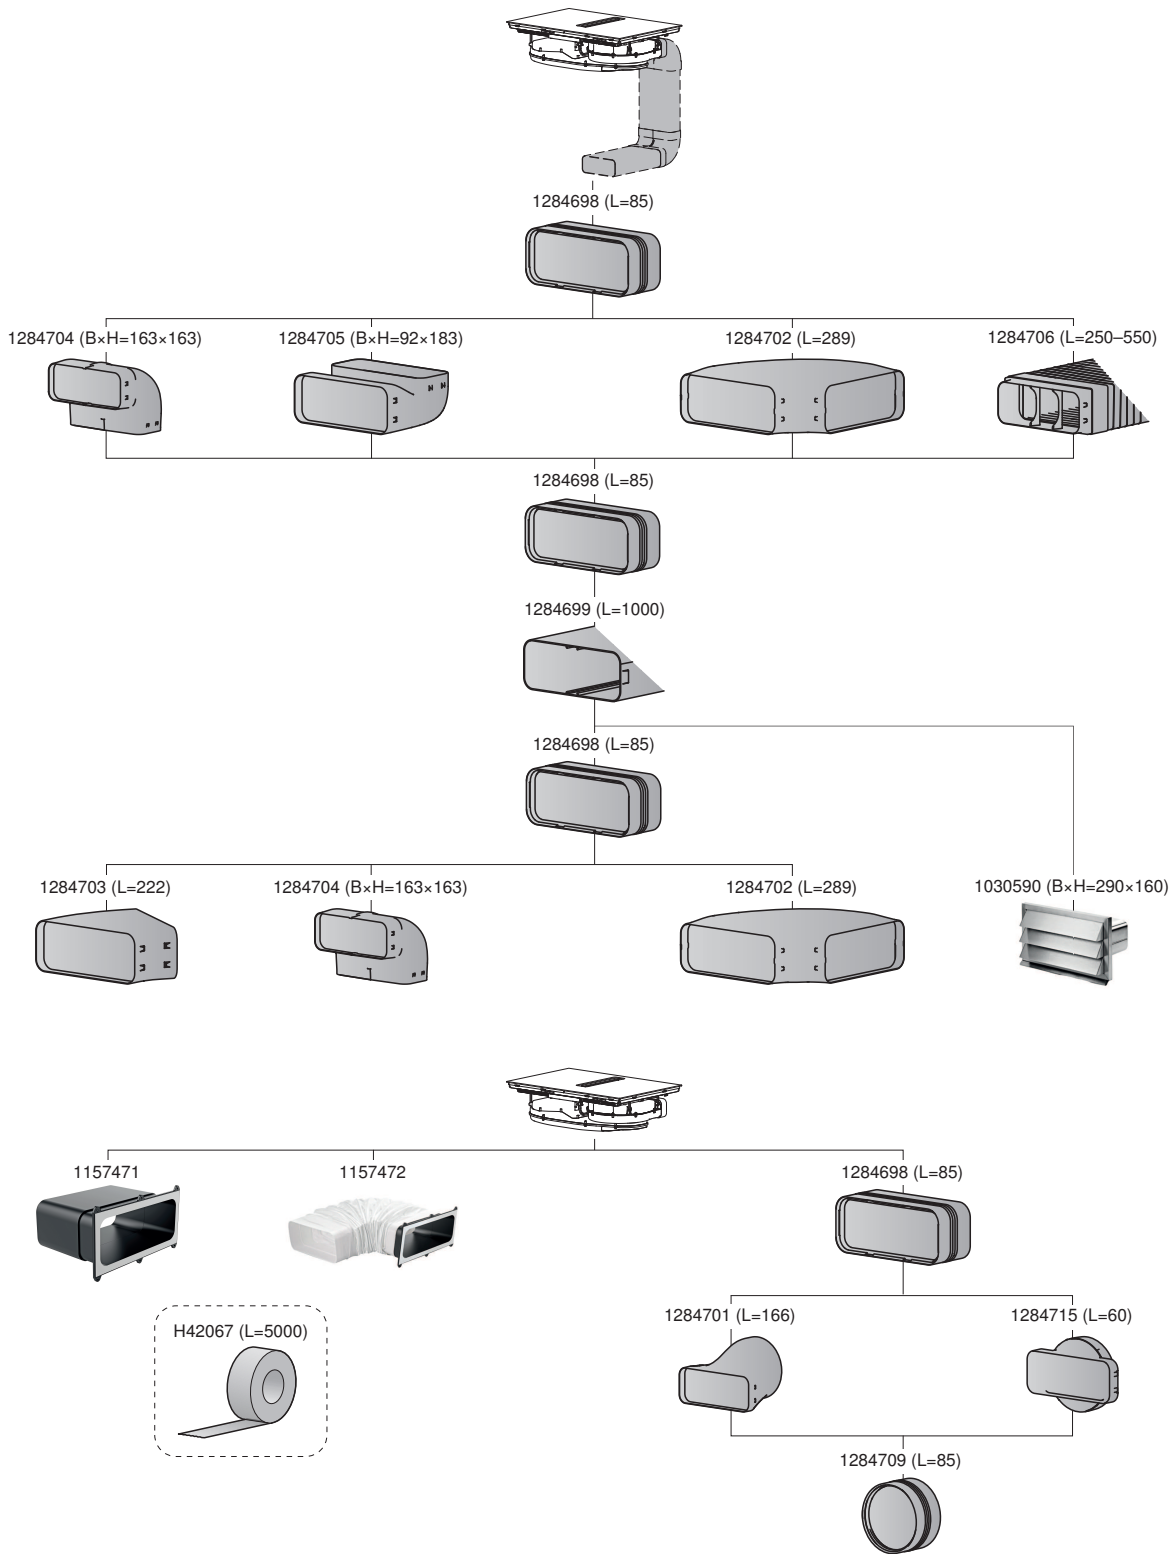 1284698 (L=85)
1284704 (B×H=163×163)
1284705 (B×H=92×183)
1284702 (L=289)
1284706 (L=250–550)
1284698 (L=85)
1284699 (L=1000)
1284698 (L=85)
1284703 (L=222)
1284704 (B×H=163×163)
1284702 (L=289)
1030590 (B×H=290×160)
1157471
1157472
1284698 (L=85)
H42067 (L=5000)
1284701 (L=166)
1284715 (L=60)
1284709 (L=85)